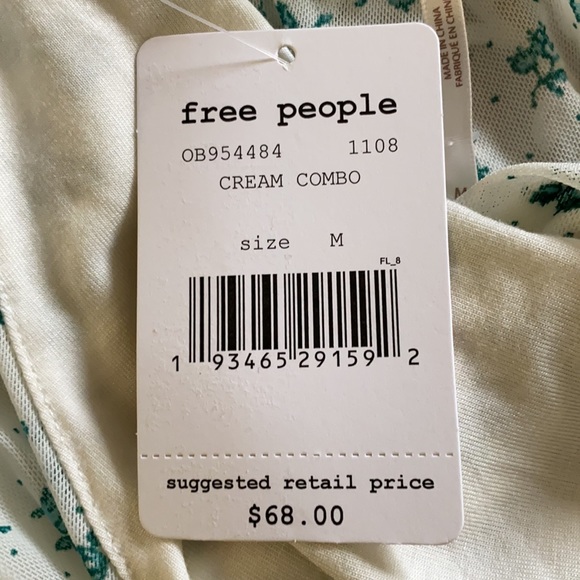 MADE IN CHINA
FABRIQUÉ EN CHINE
free people
OB954484 1108
CREAM COMBO
size M
FL_8
1 93465 29159 2
suggested retail price
$68.00
M